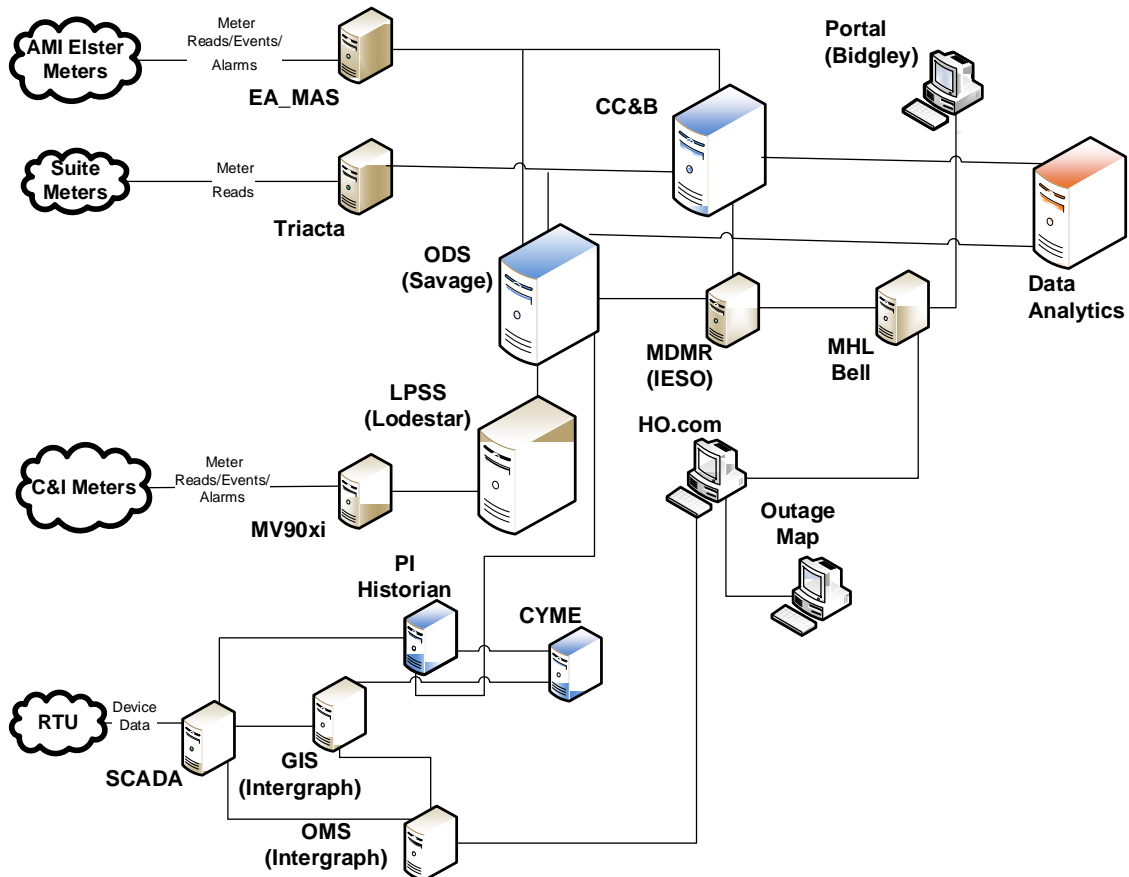 AMI Elster
Meters
Meter
Reads/Events/
Alarms
EA_MAS
CC&B
Portal
(Bidgley)
Suite
Meters
Meter
Reads
Triacta
ODS
(Savage)
MDMR
(IESO)
MHL
Bell
Data
Analytics
LPSS
(Lodestar)
HO.com
C&I Meters
Meter
Reads/Events/
Alarms
MV90xi
Outage
Map
PI
Historian
CYME
RTU
Device
Data
SCADA
GIS
(Intergraph)
OMS
(Intergraph)